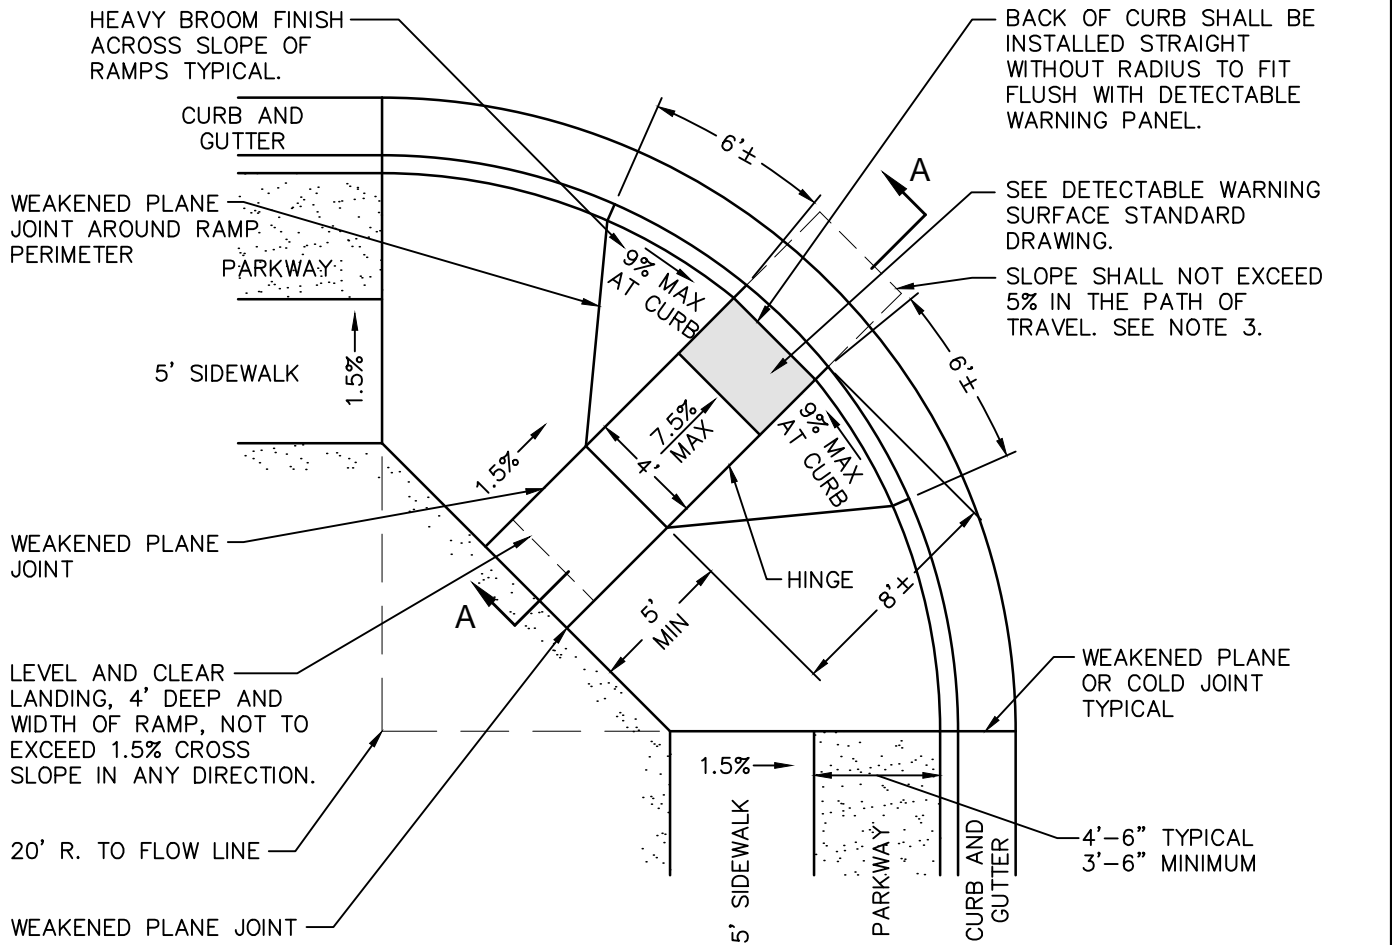 HEAVY BROOM FINISH
ACROSS SLOPE OF
RAMPS TYPICAL.
BACK OF CURB SHALL BE
INSTALLED STRAIGHT
WITHOUT RADIUS TO FIT
FLUSH WITH DETECTABLE
WARNING PANEL.
CURB AND
GUTTER
6'±
A
WEAKENED PLANE
JOINT AROUND RAMP
PERIMETER
SEE DETECTABLE WARNING
SURFACE STANDARD
DRAWING.
PARKWAY
9% MAX
AT CURB
SLOPE SHALL NOT EXCEED
5% IN THE PATH OF
TRAVEL. SEE NOTE 3.
5' SIDEWALK
1.5%
6'±
7.5%
MAX
4'
9% MAX
AT CURB
1.5%
WEAKENED PLANE
JOINT
HINGE
8'±
A
5'
MIN
LEVEL AND CLEAR
LANDING, 4' DEEP AND
WIDTH OF RAMP, NOT TO
EXCEED 1.5% CROSS
SLOPE IN ANY DIRECTION.
WEAKENED PLANE
OR COLD JOINT
TYPICAL
1.5%
20' R. TO FLOW LINE
4'-6" TYPICAL
3'-6" MINIMUM
5' SIDEWALK
PARKWAY
CURB AND
GUTTER
WEAKENED PLANE JOINT